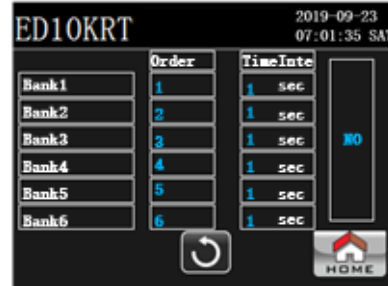 ED10KRT
2019-09-23
07:01:35 SAT
Order TimeInte
Bank1 1 1 sec
Bank2 2 1 sec
Bank3 3 1 sec NO
Bank4 4 1 sec
Bank5 5 1 sec
Bank6 6 1 sec
HOME